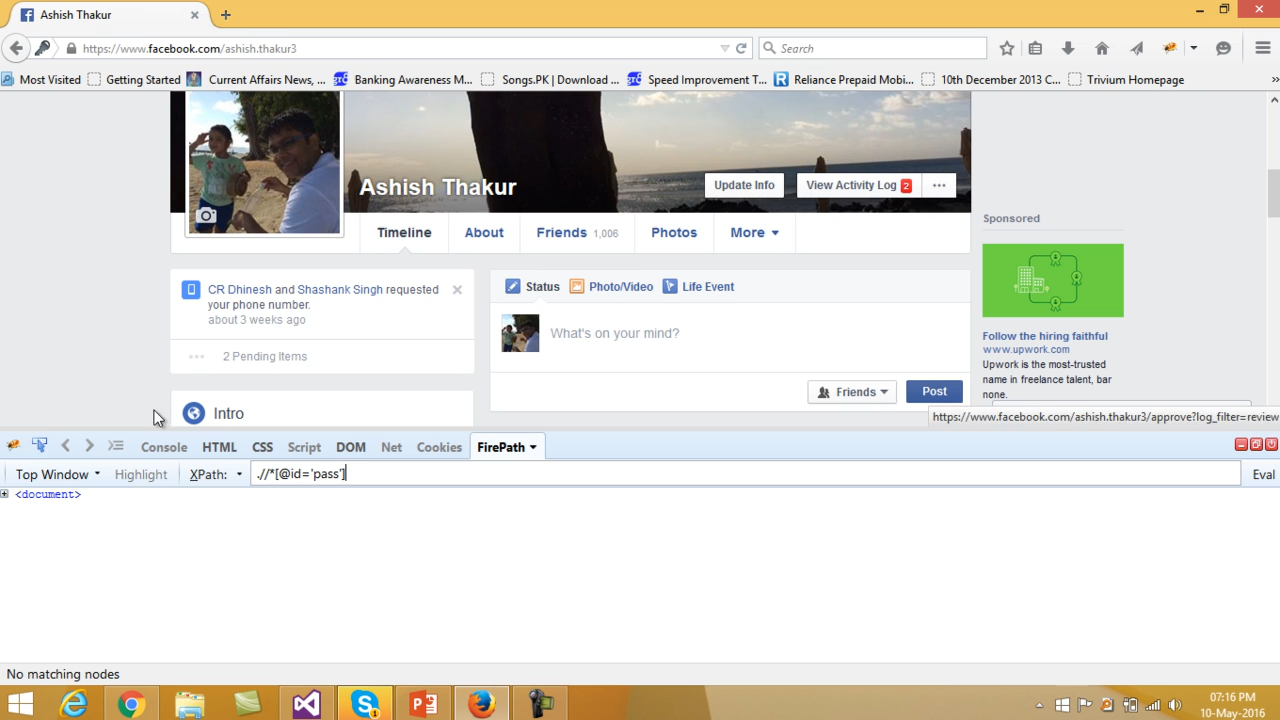 Ashish Thakur
https://www.facebook.com/ashish.thakur3
Search
Most Visited Getting Started Current Affairs News, ... Banking Awareness M... Songs.PK | Download ... Speed Improvement T... Reliance Prepaid Mobi... 10th December 2013 C... Trivium Homepage
Ashish Thakur
Update Info View Activity Log 2
Timeline About Friends 1,006 Photos More
Sponsored
CR Dhinesh and Shashank Singh requested
your phone number.
about 3 weeks ago
2 Pending Items
Intro
Status Photo/Video Life Event
What's on your mind?
Friends Post
Follow the hiring faithful
www.upwork.com
Upwork is the most-trusted
name in freelance talent, bar
none.
https://www.facebook.com/ashish.thakur3/approve?log_filter=review
Console HTML CSS Script DOM Net Cookies FirePath
Top Window Highlight XPath: .//*[@id='pass'] Eval
<document>
No matching nodes
07:16 PM
10-May-2016